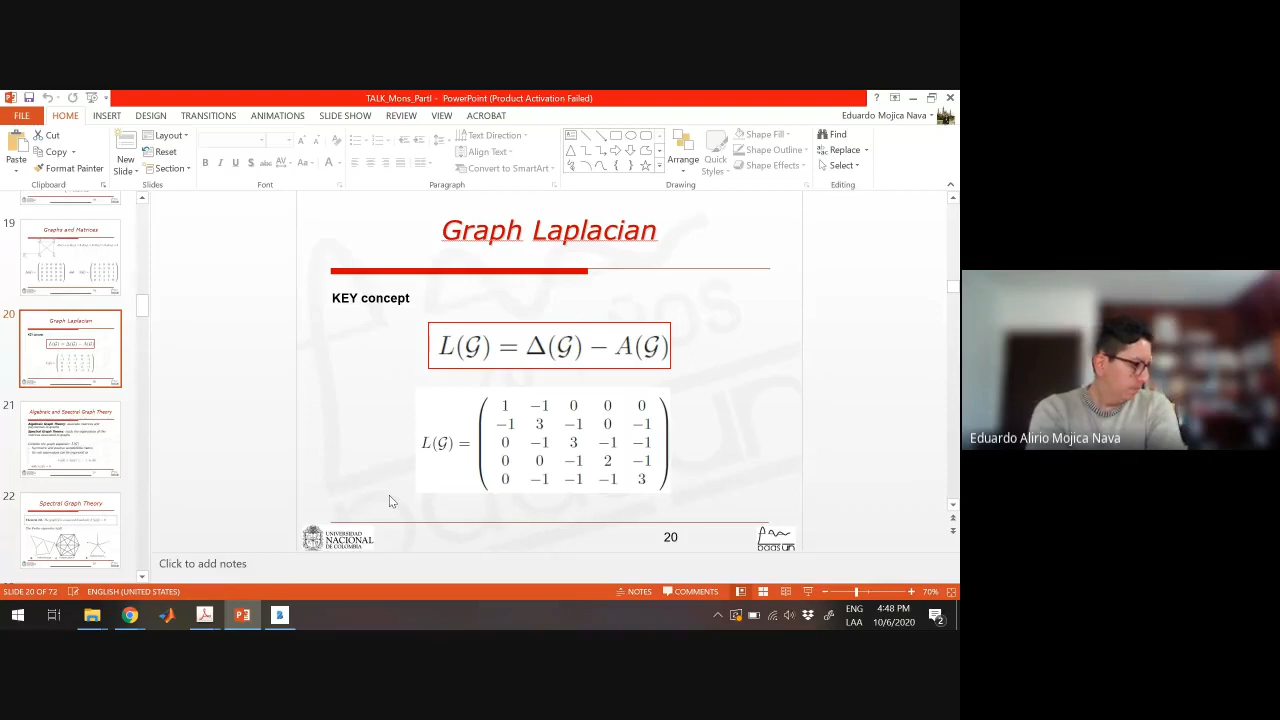 TALK_Mons_PartI - PowerPoint (Product Activation Failed)
FILE HOME INSERT DESIGN TRANSITIONS ANIMATIONS SLIDE SHOW REVIEW VIEW ACROBAT Eduardo Mojica Nava
Paste Cut Copy Format Painter
New Slide Layout Reset Section
Text Direction Align Text Convert to SmartArt
Arrange Quick Styles Shape Fill Shape Outline Shape Effects
Find Replace Select
Clipboard Slides Font Paragraph Drawing Editing
19
Graphs and Matrices
20
Graph Laplacian
21
Algebraic and Spectral Graph Theory
22
Spectral Graph Theory
Graph Laplacian
KEY concept
L(𝒢) = Δ(𝒢) − A(𝒢)
L(𝒢) =
1 −1 0 0 0
−1 3 −1 0 −1
0 −1 3 −1 −1
0 0 −1 2 −1
0 −1 −1 −1 3
UNIVERSIDAD
NACIONAL
DE COLOMBIA
20
Click to add notes
SLIDE 20 OF 72 ENGLISH (UNITED STATES) NOTES COMMENTS 70%
ENG 4:48 PM
LAA 10/6/2020
2
Eduardo Alirio Mojica Nava